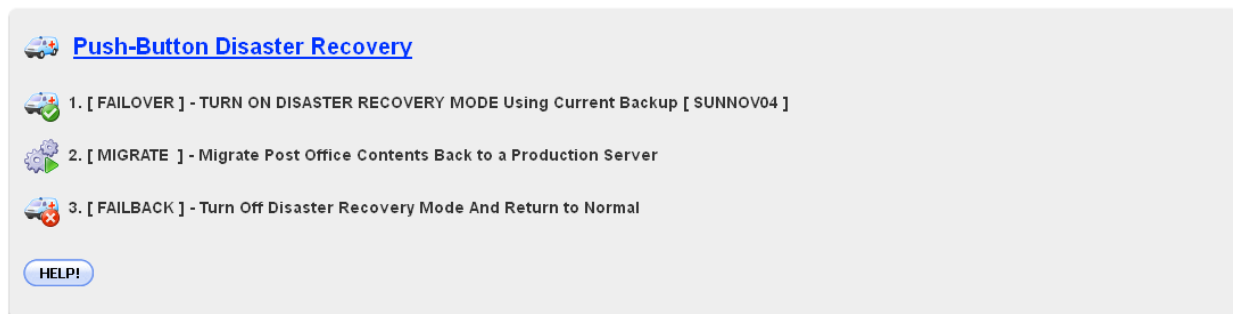 Push-Button Disaster Recovery
1. [ FAILOVER ] - TURN ON DISASTER RECOVERY MODE Using Current Backup [ SUNNOV04 ]
2. [ MIGRATE  ] - Migrate Post Office Contents Back to a Production Server
3. [ FAILBACK ] - Turn Off Disaster Recovery Mode And Return to Normal
HELP!